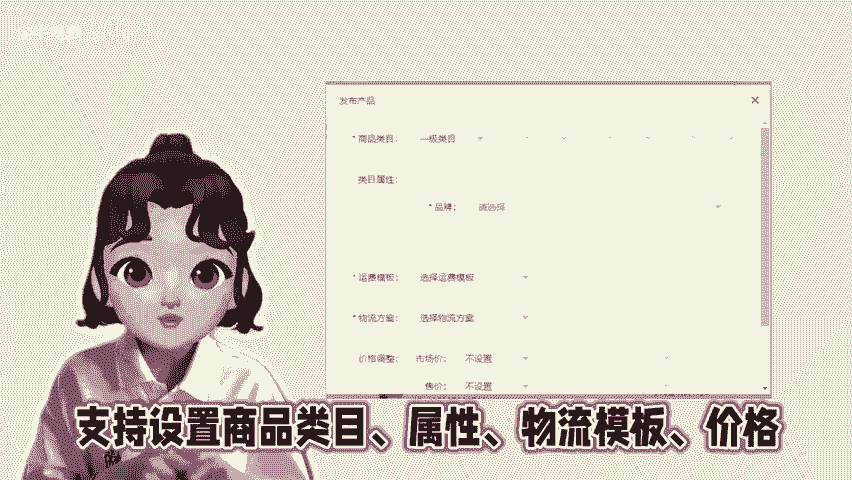 发布产品
* 商品类目： 一级类目
类目属性：
* 品牌： 请选择
* 运费模板： 选择运费模板
* 物流方案： 选择物流方案
价格调整： 市场价： 不设置
售价： 不设置
支持设置商品类目、属性、物流模板、价格